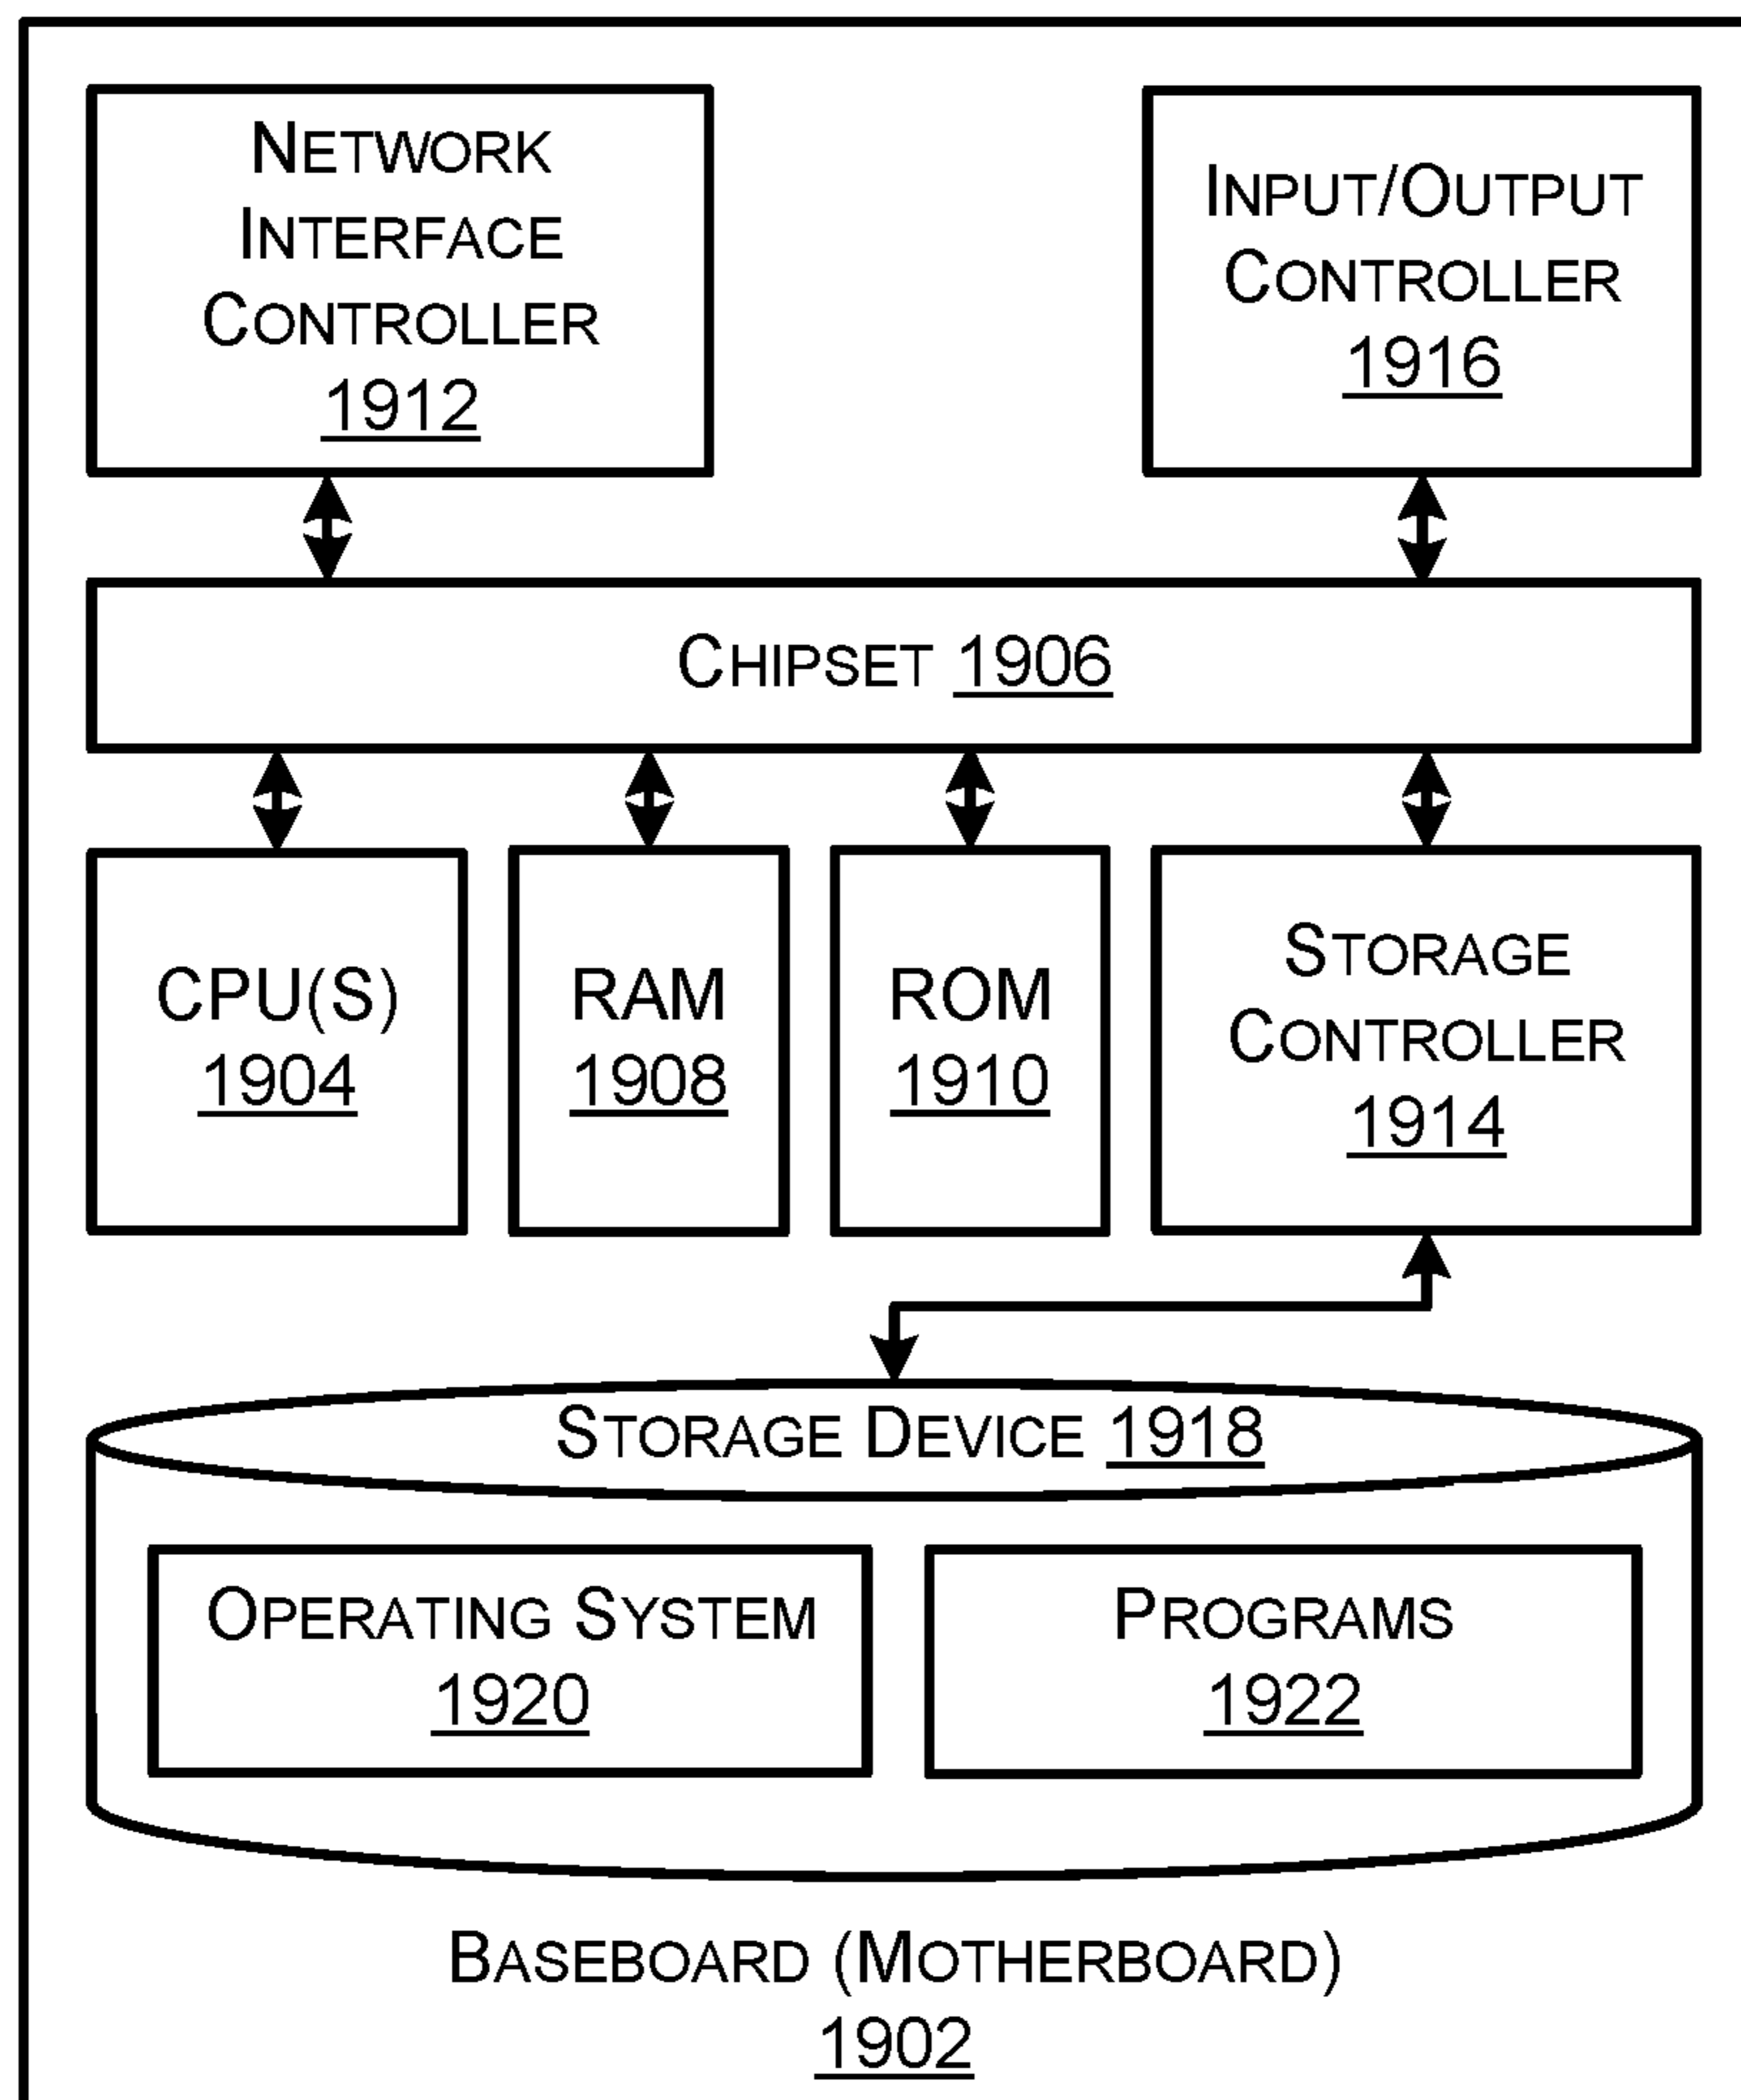 NETWORK
INTERFACE
CONTROLLER
1912
INPUT/OUTPUT
CONTROLLER
1916
CHIPSET 1906
CPU(S)
1904
RAM
1908
ROM
1910
STORAGE
CONTROLLER
1914
STORAGE DEVICE 1918
OPERATING SYSTEM
1920
PROGRAMS
1922
BASEBOARD (MOTHERBOARD)
1902